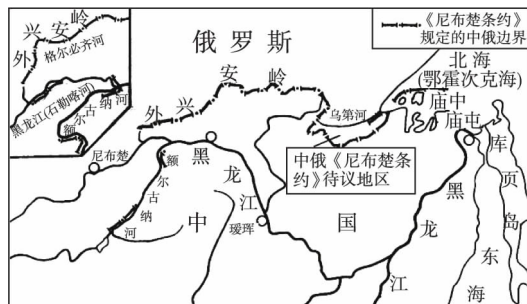 外兴安岭
格尔必齐河
黑龙江(石勒喀河)
额尔古纳河
俄罗斯
《尼布楚条约》
规定的中俄边界
北海
(鄂霍次克海)
庙中
庙屯
外兴安岭
乌第河
中俄《尼布楚条
约》待议地区
尼布楚
额尔古纳河
黑龙江
瑷珲
中国
黑龙江
库页岛
东海